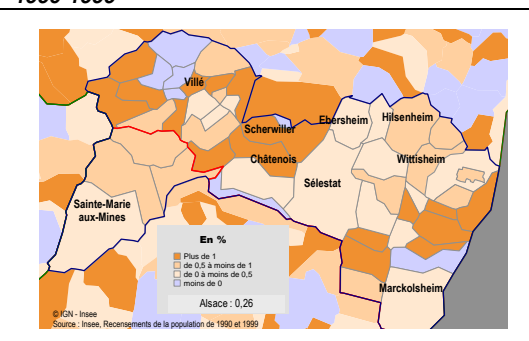 1990-1999
Villé
Ebersheim
Hilsenheim
Scherwiller
Châtenois
Wittisheim
Sélestat
Sainte-Marie
aux-Mines
En %
Plus de 1
de 0,5 à moins de 1
de 0 à moins de 0,5
moins de 0
Marckolsheim
Alsace : 0,26
© IGN - Insee
Source : Insee, Recensements de la population de 1990 et 1999